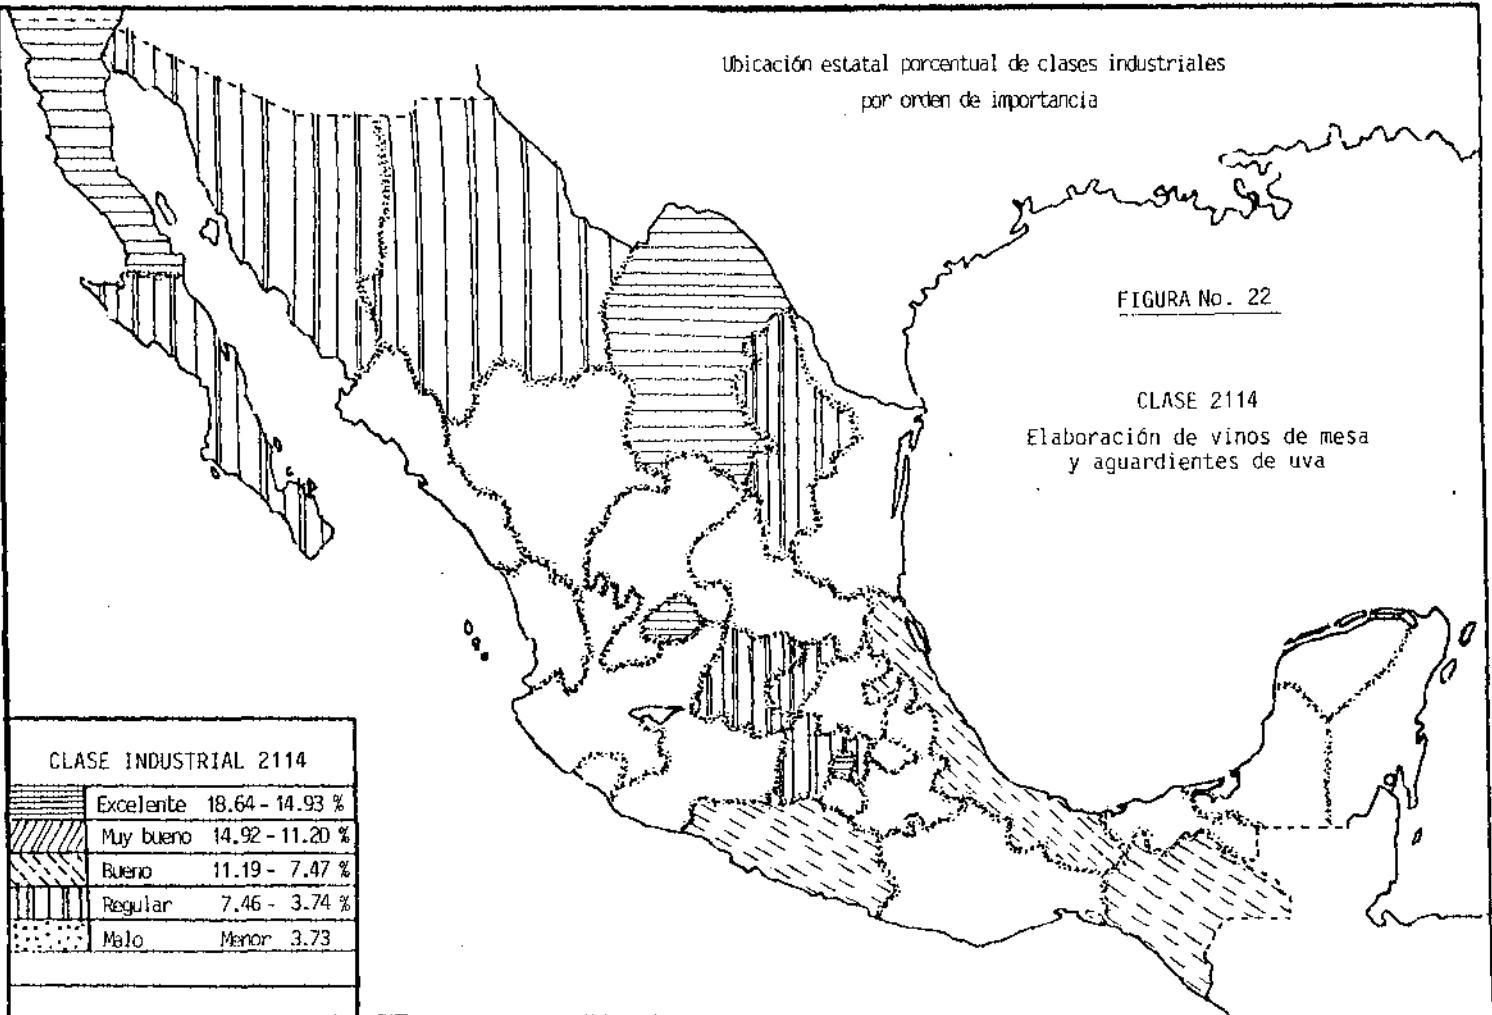 Ubicación estatal porcentual de clases industriales
por orden de importancia
FIGURA No. 22
CLASE 2114
Elaboración de vinos de mesa
y aguardientes de uva
CLASE INDUSTRIAL 2114
Excelente 18.64 - 14.93 %
Muy bueno 14.92 - 11.20 %
Bueno 11.19 - 7.47 %
Regular 7.46 - 3.74 %
Malo Menor 3.73